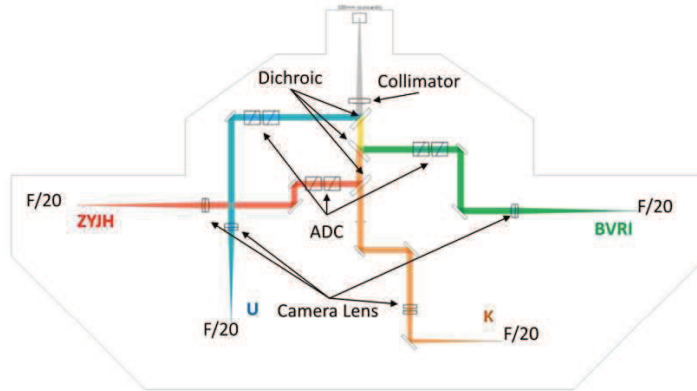 Dichroic
Collimator
F/20
ZYJH
ADC
F/20
BVRI
U
Camera Lens
K
F/20
F/20